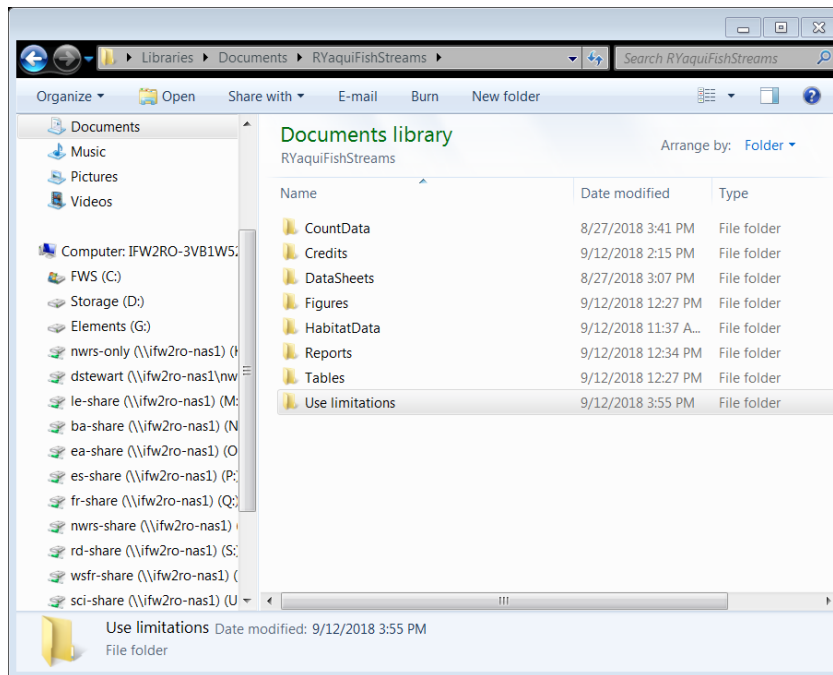 Libraries Documents RYaquiFishStreams
Search RYaquiFishStreams
Organize Open Share with E-mail Burn New folder
Documents
Music
Pictures
Videos
Computer: IFW2RO-3VB1W52
FWS (C:)
Storage (D:)
Elements (G:)
nwrs-only (\\ifw2ro-nas1) (
dstewart (\\ifw2ro-nas1\nw
le-share (\\ifw2ro-nas1) (M:
ba-share (\\ifw2ro-nas1) (N
ea-share (\\ifw2ro-nas1) (O
es-share (\\ifw2ro-nas1) (P:
fr-share (\\ifw2ro-nas1) (Q:
nwrs-share (\\ifw2ro-nas1)
rd-share (\\ifw2ro-nas1) (S:
wsfr-share (\\ifw2ro-nas1) (
sci-share (\\ifw2ro-nas1) (U
Documents library
RYaquiFishStreams
Arrange by: Folder
Name Date modified Type
CountData 8/27/2018 3:41 PM File folder
Credits 9/12/2018 2:15 PM File folder
DataSheets 8/27/2018 3:07 PM File folder
Figures 9/12/2018 12:27 PM File folder
HabitatData 9/12/2018 11:37 A... File folder
Reports 9/12/2018 12:34 PM File folder
Tables 9/12/2018 12:27 PM File folder
Use limitations 9/12/2018 3:55 PM File folder
Use limitations Date modified: 9/12/2018 3:55 PM
File folder